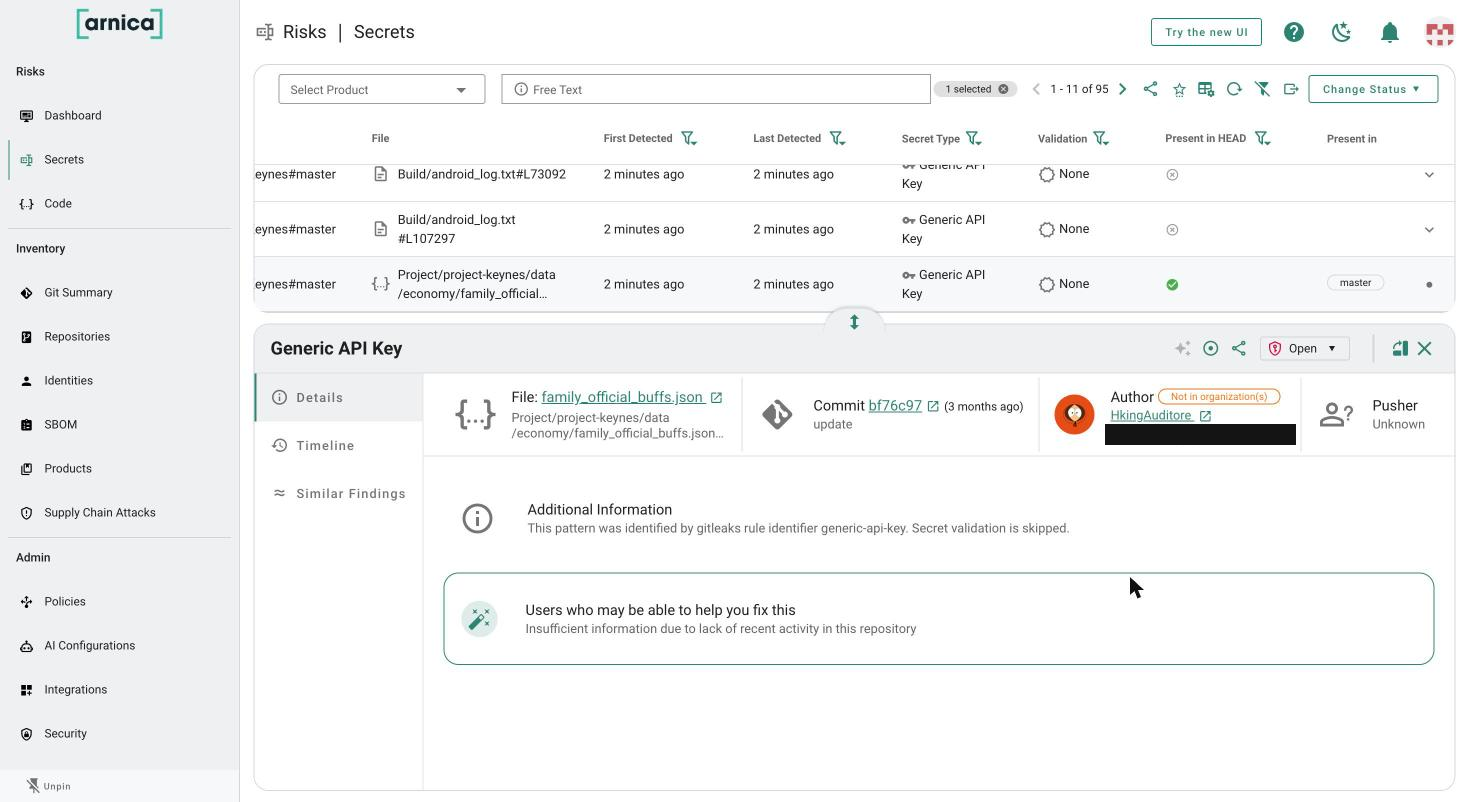 arnica
Risks
Dashboard
Secrets
Code
Inventory
Git Summary
Repositories
Identities
SBOM
Products
Supply Chain Attacks
Admin
Policies
AI Configurations
Integrations
Security
Unpin
Risks | Secrets
Try the new UI
Select Product
Free Text
1 selected
1 - 11 of 95
Change Status
File
First Detected
Last Detected
Secret Type
Validation
Present in HEAD
Present in
eynes#master
Build/android_log.txt#L73092
2 minutes ago
2 minutes ago
Generic API
Key
None
eynes#master
Build/android_log.txt
#L107297
2 minutes ago
2 minutes ago
Generic API
Key
None
eynes#master
Project/project-keynes/data
/economy/family_official…
2 minutes ago
2 minutes ago
Generic API
Key
None
master
Generic API Key
Open
Details
Timeline
Similar Findings
File: family_official_buffs.json
Project/project-keynes/data
/economy/family_official_buffs.json…
Commit bf76c97 (3 months ago)
update
Author Not in organization(s)
HkingAuditore
Pusher
Unknown
Additional Information
This pattern was identified by gitleaks rule identifier generic-api-key. Secret validation is skipped.
Users who may be able to help you fix this
Insufficient information due to lack of recent activity in this repository